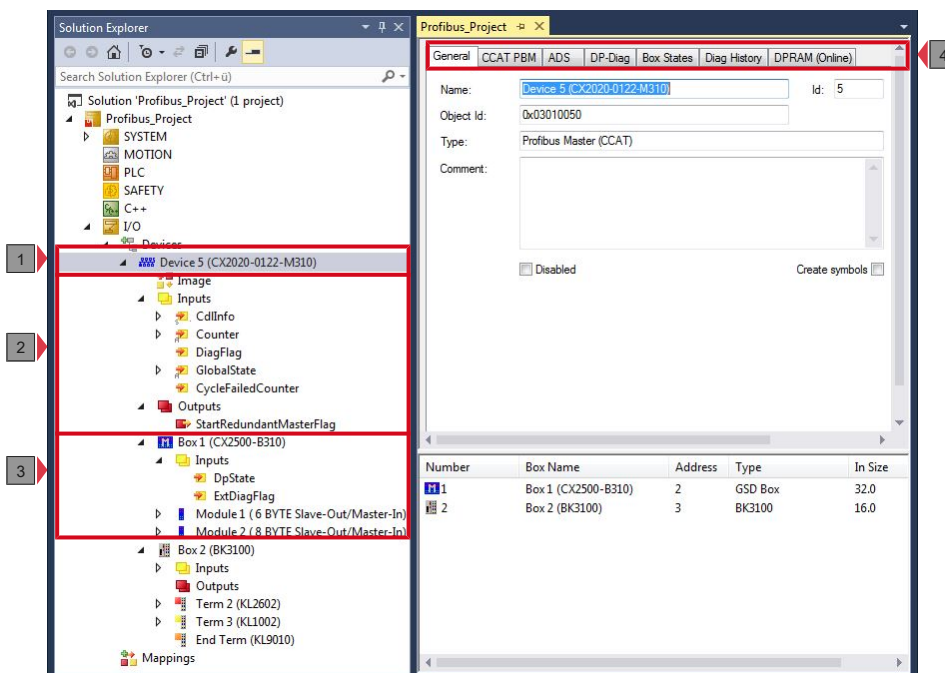 Solution Explorer
Search Solution Explorer (Ctrl+ü)
Solution 'Profibus_Project' (1 project)
Profibus_Project
SYSTEM
MOTION
PLC
SAFETY
C++
I/O
Devices
1
Device 5 (CX2020-0122-M310)
Image
Inputs
CdlInfo
Counter
2
DiagFlag
GlobalState
CycleFailedCounter
Outputs
StartRedundantMasterFlag
Box 1 (CX2500-B310)
3
Inputs
DpState
ExtDiagFlag
Module 1 ( 6 BYTE Slave-Out/Master-In)
Module 2 ( 8 BYTE Slave-Out/Master-In)
Box 2 (BK3100)
Inputs
Outputs
Term 2 (KL2602)
Term 3 (KL1002)
End Term (KL9010)
Mappings
Profibus_Project
General CCAT PBM ADS DP-Diag Box States Diag History DPRAM (Online)
4
Name: Device 5 (CX2020-0122-M310) Id: 5
Object Id: 0x03010050
Type: Profibus Master (CCAT)
Comment:
Disabled Create symbols
Number Box Name Address Type In Size
1 Box 1 (CX2500-B310) 2 GSD Box 32.0
2 Box 2 (BK3100) 3 BK3100 16.0